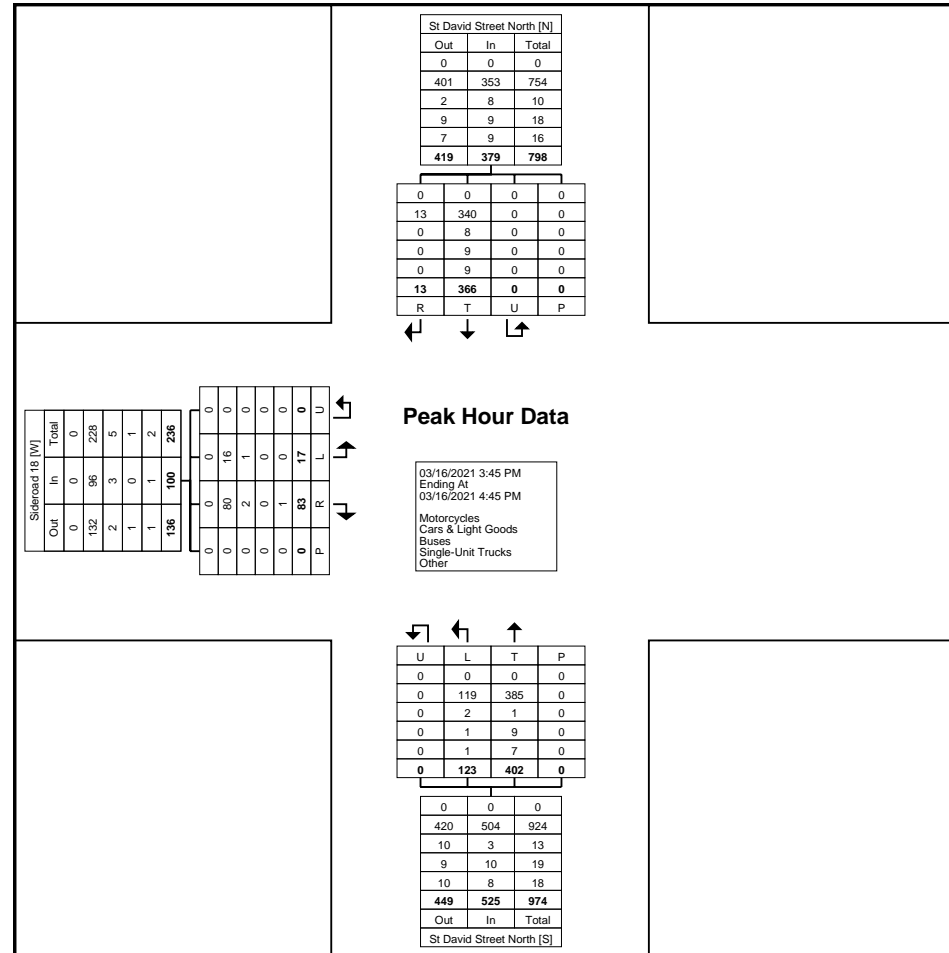 St David Street North [N]
Out In Total
0 0 0
401 353 754
2 8 10
9 9 18
7 9 16
419 379 798
0 0 0 0
13 340 0 0
0 8 0 0
0 9 0 0
0 9 0 0
13 366 0 0
R T U P
Sideroad 18 [W]
Out In Total
0 0 0
132 96 228
2 3 5
1 0 1
1 1 2
136 100 236
0 0 0 0
0 80 16 0
0 2 1 0
0 0 0 0
0 1 0 0
0 83 17 0
P R L U
Peak Hour Data
03/16/2021 3:45 PM
Ending At
03/16/2021 4:45 PM
Motorcycles
Cars & Light Goods
Buses
Single-Unit Trucks
Other
U L T P
0 0 0 0
0 119 385 0
0 2 1 0
0 1 9 0
0 1 7 0
0 123 402 0
0 0 0
420 504 924
10 3 13
9 10 19
10 8 18
449 525 974
Out In Total
St David Street North [S]